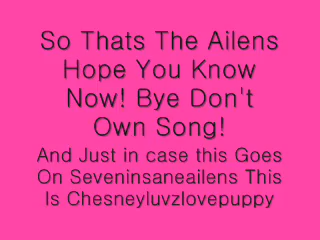 So Thats The Ailens
Hope You Know
Now! Bye Don't
Own Song!
And Just in case this Goes
On Seveninsaneailens This
Is Chesneyluvzlovepuppy